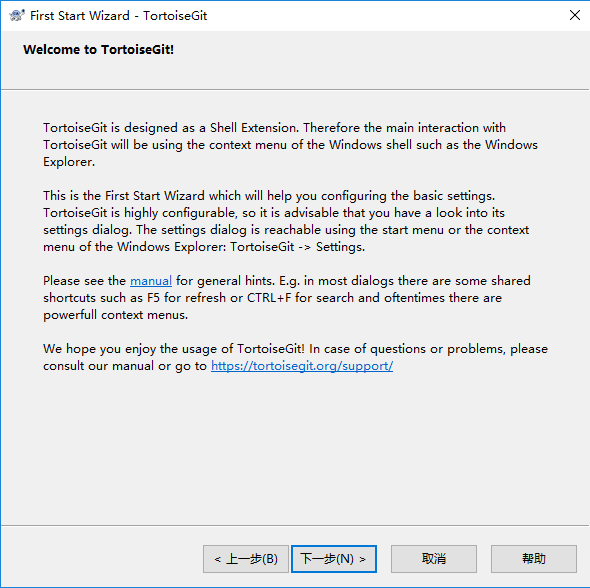 First Start Wizard - TortoiseGit
Welcome to TortoiseGit!
TortoiseGit is designed as a Shell Extension. Therefore the main interaction with
TortoiseGit will be using the context menu of the Windows shell such as the Windows
Explorer.
This is the First Start Wizard which will help you configuring the basic settings.
TortoiseGit is highly configurable, so it is advisable that you have a look into its
settings dialog. The settings dialog is reachable using the start menu or the context
menu of the Windows Explorer: TortoiseGit -> Settings.
Please see the manual for general hints. E.g. in most dialogs there are some shared
shortcuts such as F5 for refresh or CTRL+F for search and oftentimes there are
powerfull context menus.
We hope you enjoy the usage of TortoiseGit! In case of questions or problems, please
consult our manual or go to https://tortoisegit.org/support/
< 上一步(B) 下一步(N) > 取消 帮助